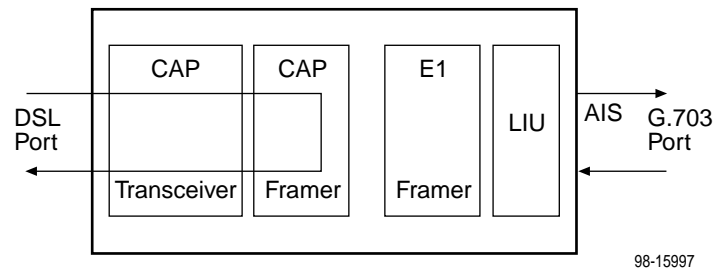 CAP
CAP
E1
DSL
Port
LIU
AIS
G.703
Port
Transceiver
Framer
Framer
98-15997